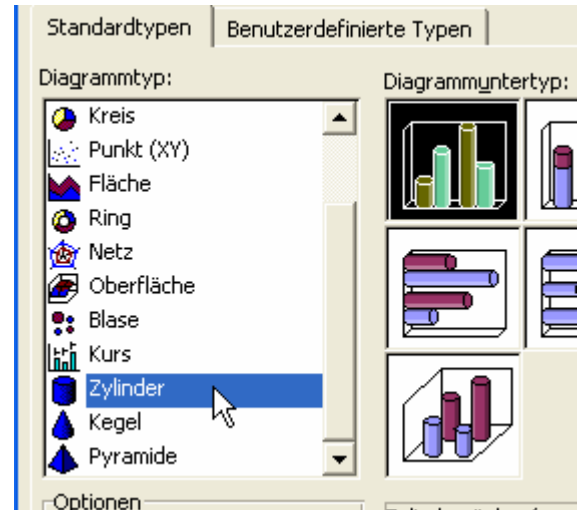 Standardtypen Benutzerdefinierte Typen
Diagrammtyp: Diagrammuntertyp:
Kreis
Punkt (XY)
Fläche
Ring
Netz
Oberfläche
Blase
Kurs
Zylinder
Kegel
Pyramide
Optionen